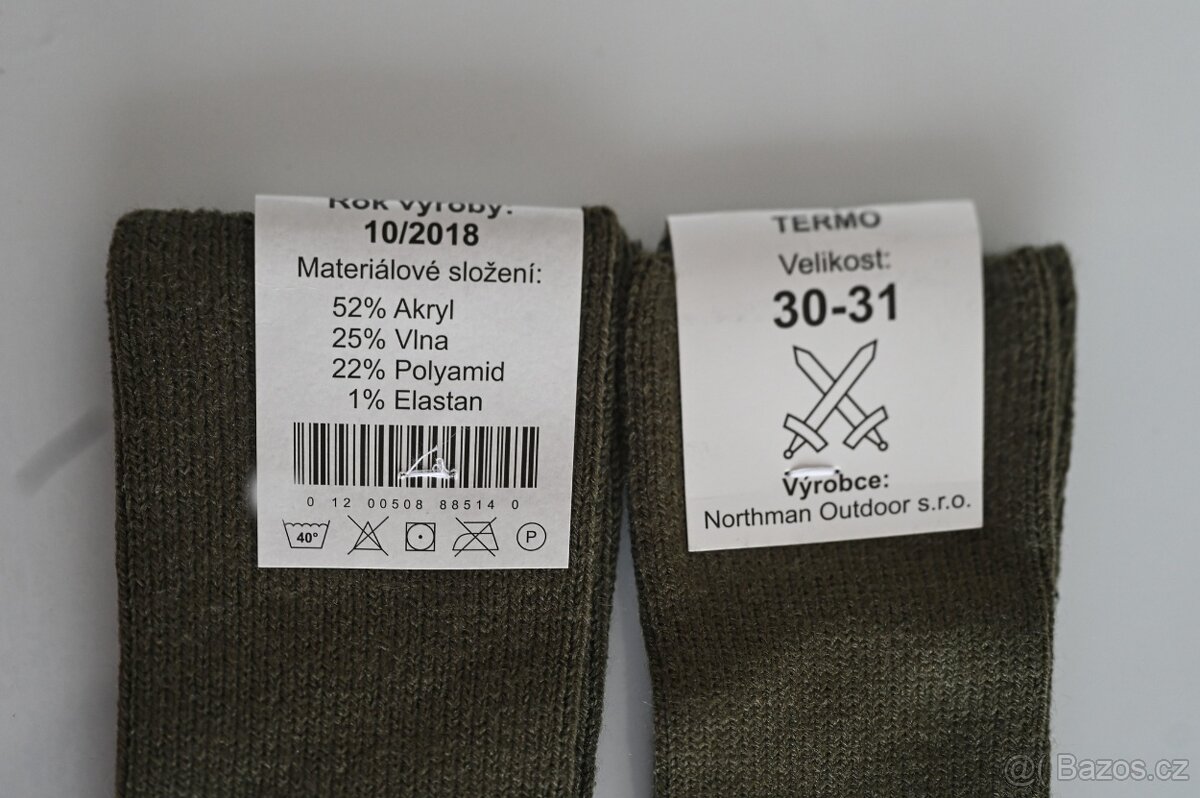 Rok výroby:
10/2018
Materiálové složení:
52% Akryl
25% Vlna
22% Polyamid
1% Elastan
0 12 00508 88514 0
40°
P
TERMO
Velikost:
30-31
Výrobce:
Northman Outdoor s.r.o.
@ Bazos.cz